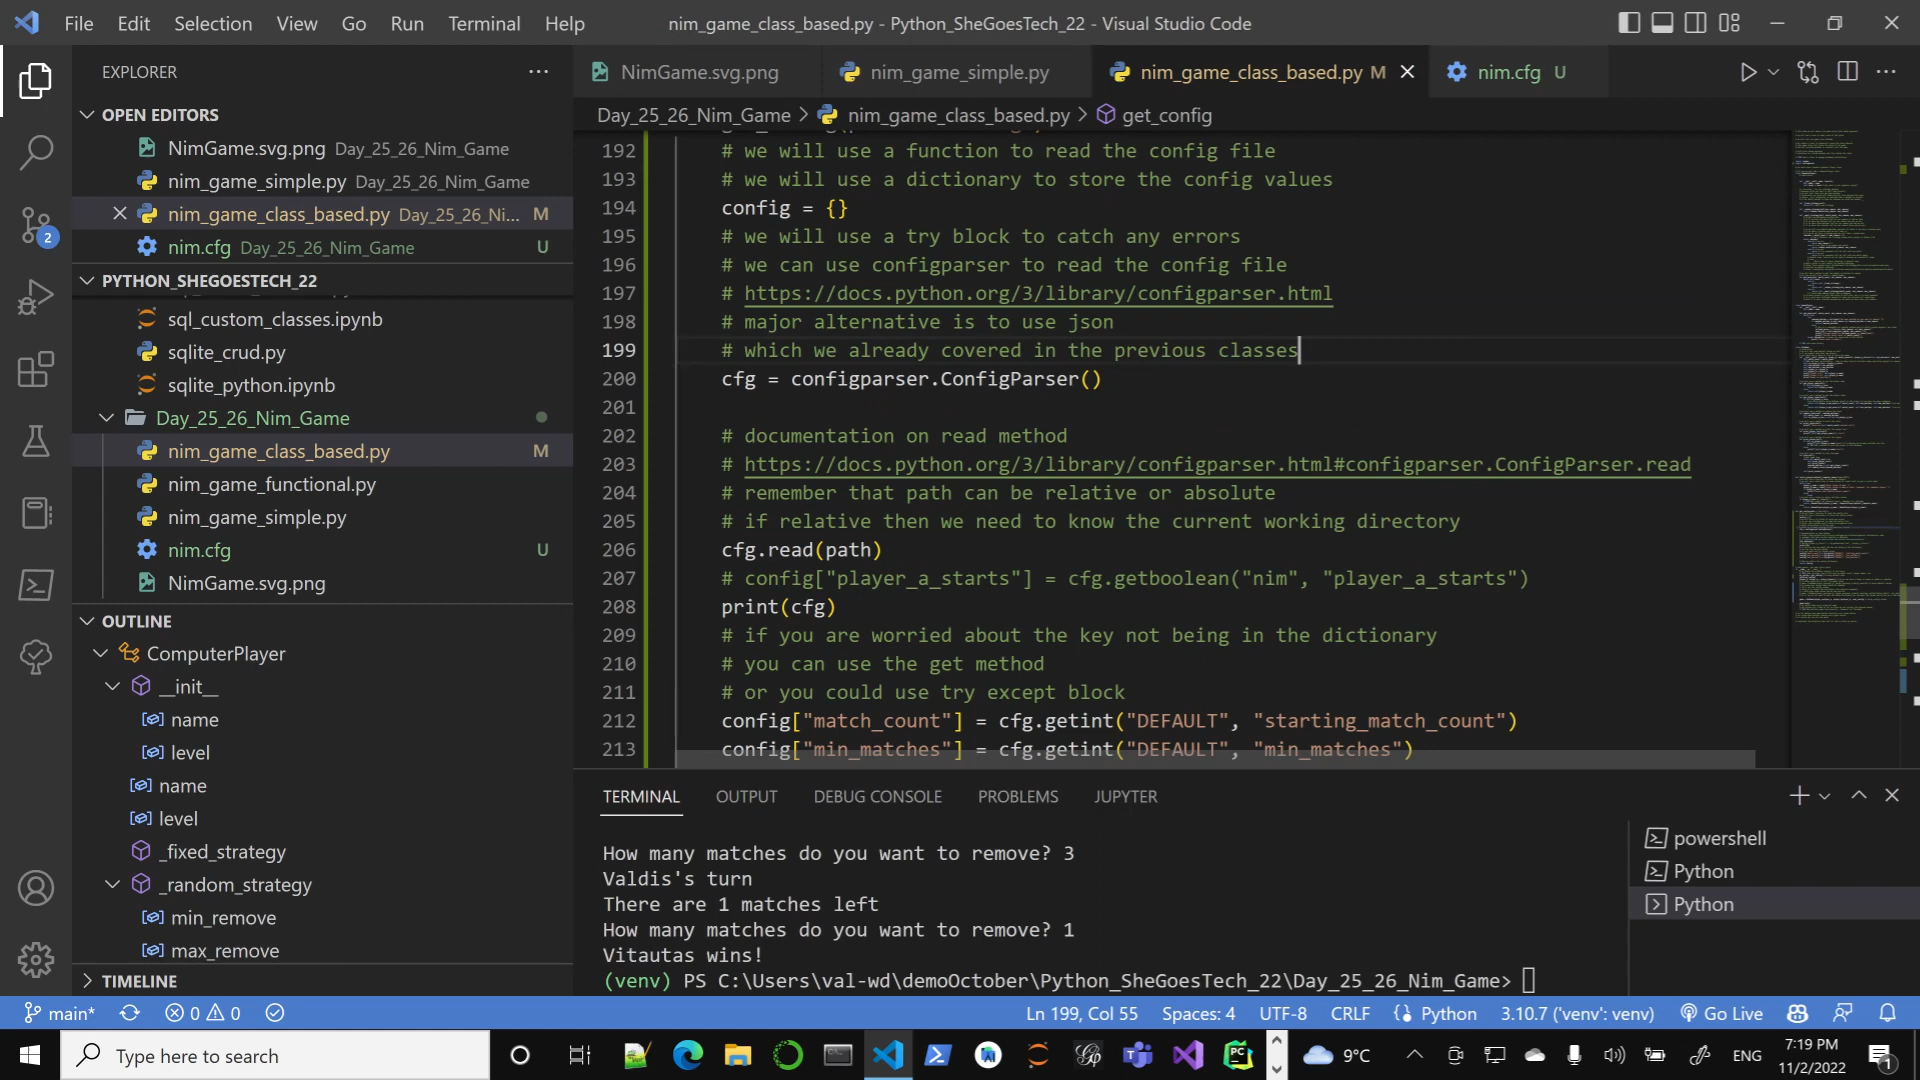 File Edit Selection View Go Run Terminal Help
nim_game_class_based.py - Python_SheGoesTech_22 - Visual Studio Code
EXPLORER
OPEN EDITORS
NimGame.svg.png Day_25_26_Nim_Game
nim_game_simple.py Day_25_26_Nim_Game
nim_game_class_based.py Day_25_26_Ni... M
nim.cfg Day_25_26_Nim_Game U
PYTHON_SHEGOESTECH_22
sql_custom_classes.ipynb
sqlite_crud.py
sqlite_python.ipynb
Day_25_26_Nim_Game
nim_game_class_based.py M
nim_game_functional.py
nim_game_simple.py
nim.cfg U
NimGame.svg.png
OUTLINE
ComputerPlayer
__init__
name
level
name
level
_fixed_strategy
_random_strategy
min_remove
max_remove
TIMELINE
2
NimGame.svg.png
nim_game_simple.py
nim_game_class_based.py M
nim.cfg U
Day_25_26_Nim_Game > nim_game_class_based.py > get_config
192 # we will use a function to read the config file
193 # we will use a dictionary to store the config values
194 config = {}
195 # we will use a try block to catch any errors
196 # we can use configparser to read the config file
197 # https://docs.python.org/3/library/configparser.html
198 # major alternative is to use json
199 # which we already covered in the previous classes
200 cfg = configparser.ConfigParser()
201
202 # documentation on read method
203 # https://docs.python.org/3/library/configparser.html#configparser.ConfigParser.read
204 # remember that path can be relative or absolute
205 # if relative then we need to know the current working directory
206 cfg.read(path)
207 # config["player_a_starts"] = cfg.getboolean("nim", "player_a_starts")
208 print(cfg)
209 # if you are worried about the key not being in the dictionary
210 # you can use the get method
211 # or you could use try except block
212 config["match_count"] = cfg.getint("DEFAULT", "starting_match_count")
213 config["min_matches"] = cfg.getint("DEFAULT", "min_matches")
TERMINAL OUTPUT DEBUG CONSOLE PROBLEMS JUPYTER
How many matches do you want to remove? 3
Valdis's turn
There are 1 matches left
How many matches do you want to remove? 1
Vitautas wins!
(venv) PS C:\Users\val-wd\demoOctober\Python_SheGoesTech_22\Day_25_26_Nim_Game>
powershell
Python
Python
main* 0 0 Ln 199, Col 55 Spaces: 4 UTF-8 CRLF Python 3.10.7 ('venv': venv) Go Live
Type here to search
9°C
ENG
7:19 PM
11/2/2022
1